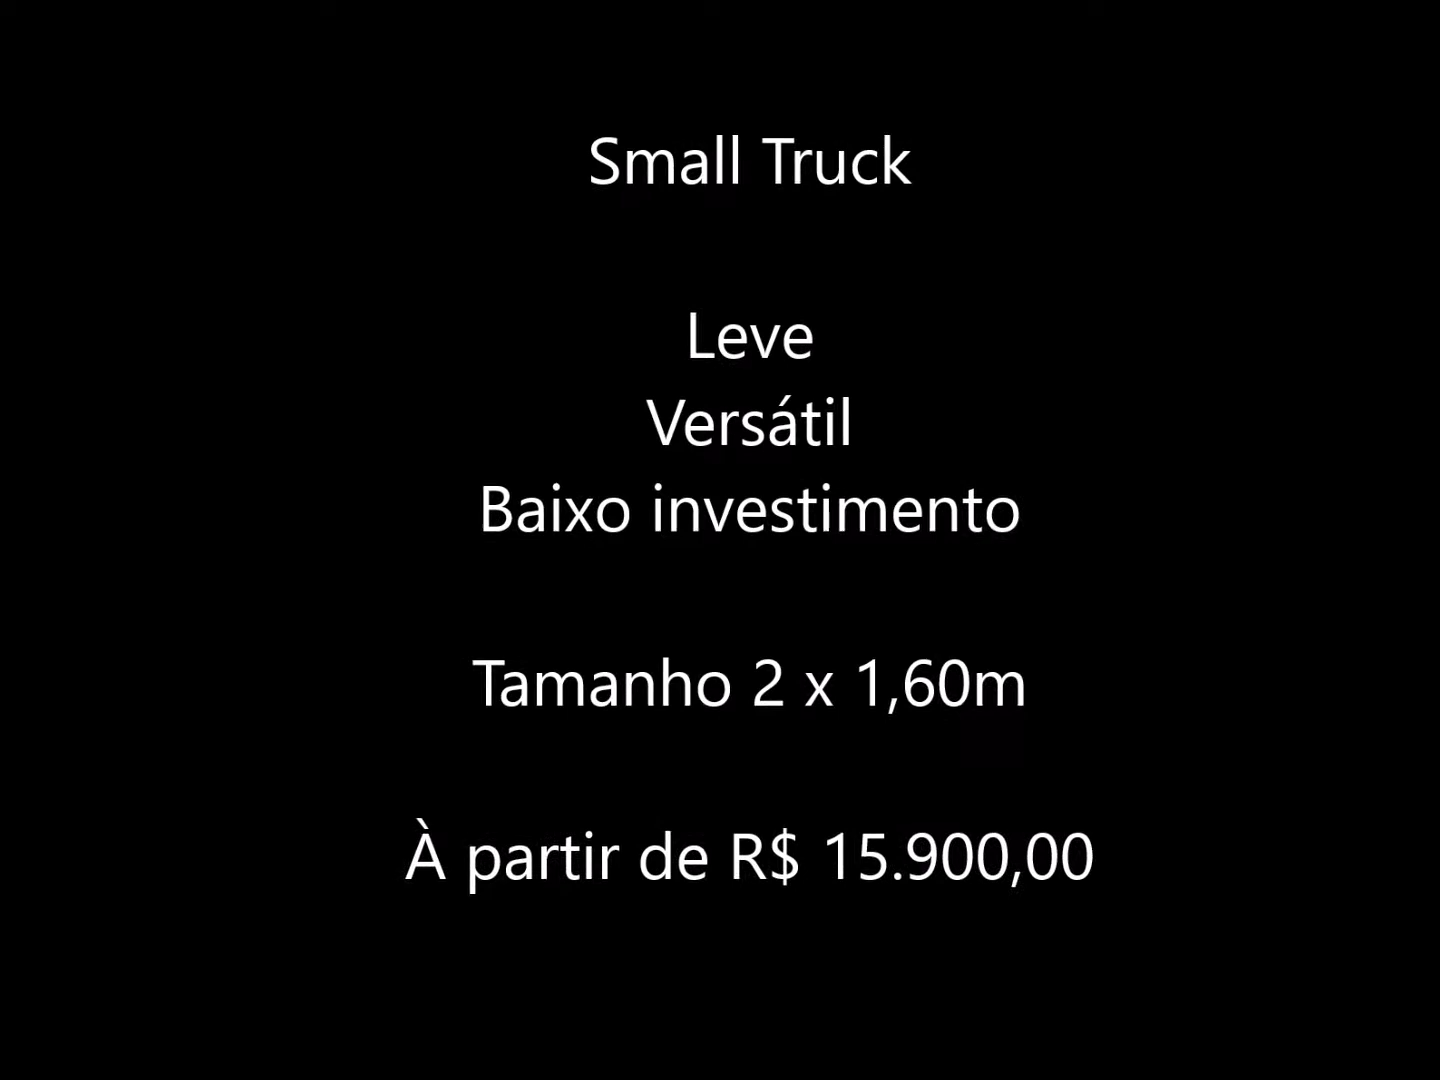 Small Truck
Leve
Versátil
Baixo investimento
Tamanho 2 x 1,60m
À partir de R$ 15.900,00